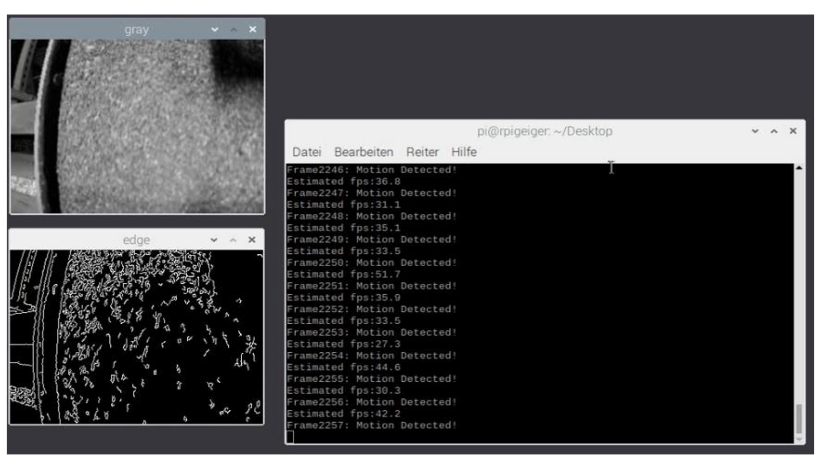 gray
edge
pi@rpigeiger: ~/Desktop
Datei Bearbeiten Reiter Hilfe
Frame2246: Motion Detected!
Estimated fps:36.8
Frame2247: Motion Detected!
Estimated fps:31.1
Frame2248: Motion Detected!
Estimated fps:35.1
Frame2249: Motion Detected!
Estimated fps:33.5
Frame2250: Motion Detected!
Estimated fps:51.7
Frame2251: Motion Detected!
Estimated fps:35.9
Frame2252: Motion Detected!
Estimated fps:33.5
Frame2253: Motion Detected!
Estimated fps:27.3
Frame2254: Motion Detected!
Estimated fps:44.6
Frame2255: Motion Detected!
Estimated fps:30.3
Frame2256: Motion Detected!
Estimated fps:42.2
Frame2257: Motion Detected!